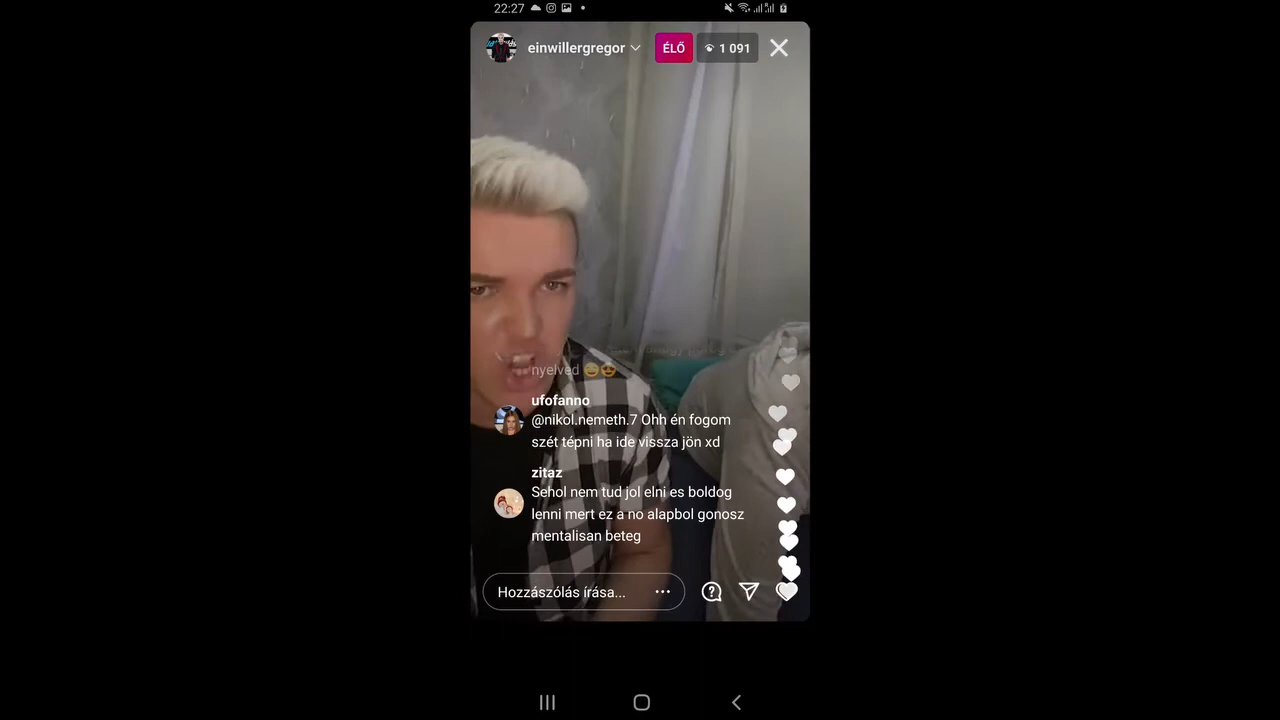 22:27
einwillergregor
ÉLŐ
1 091
nyelved
ufofanno
@nikol.nemeth.7 Ohh én fogom
szét tépni ha ide vissza jön xd
zitaz
Sehol nem tud jol elni es boldog
lenni mert ez a no alapbol gonosz
mentalisan beteg
Hozzászólás írása...